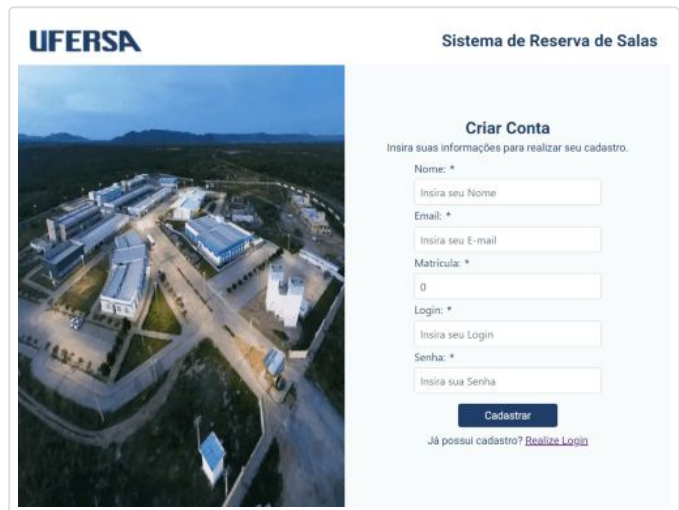 UFERSA
Sistema de Reserva de Salas
Criar Conta
Insira suas informações para realizar seu cadastro.
Nome: *
Insira seu Nome
Email: *
Insira seu E-mail
Matrícula: *
0
Login: *
Insira seu Login
Senha: *
Insira sua Senha
Cadastrar
Já possui cadastro? Realize Login